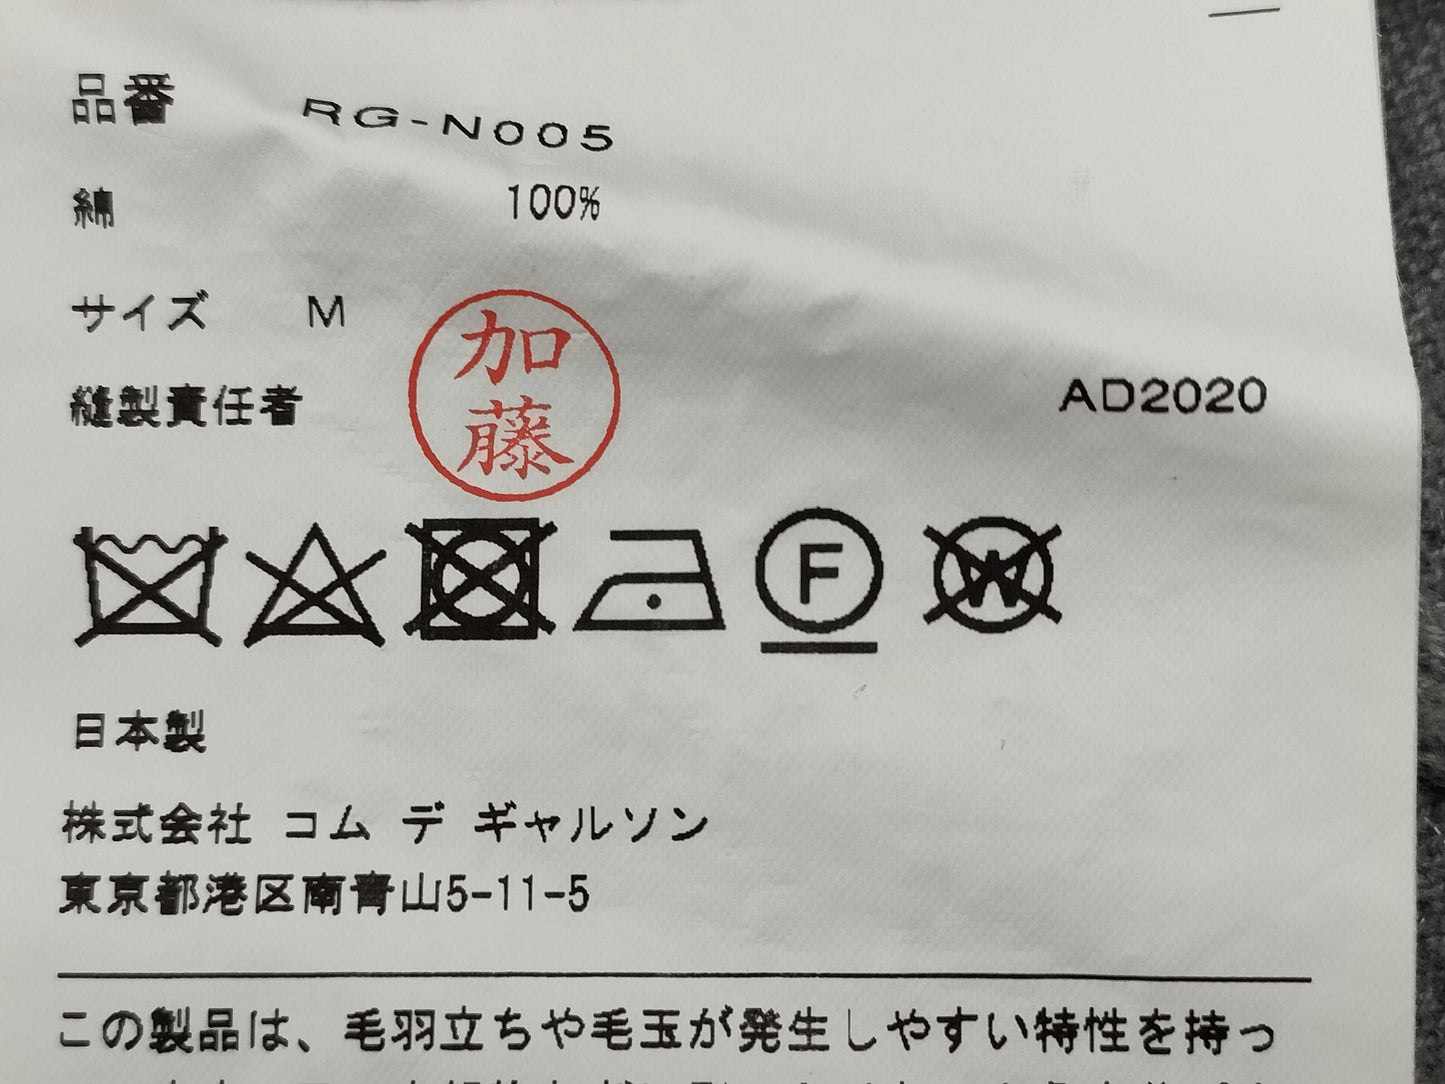 品番 RG-N005
綿 100%
サイズ M
縫製責任者 加藤
AD2020
F
W
日本製
株式会社 コム デ ギャルソン
東京都港区南青山5-11-5
この製品は、毛羽立ちや毛玉が発生しやすい特性を持っ